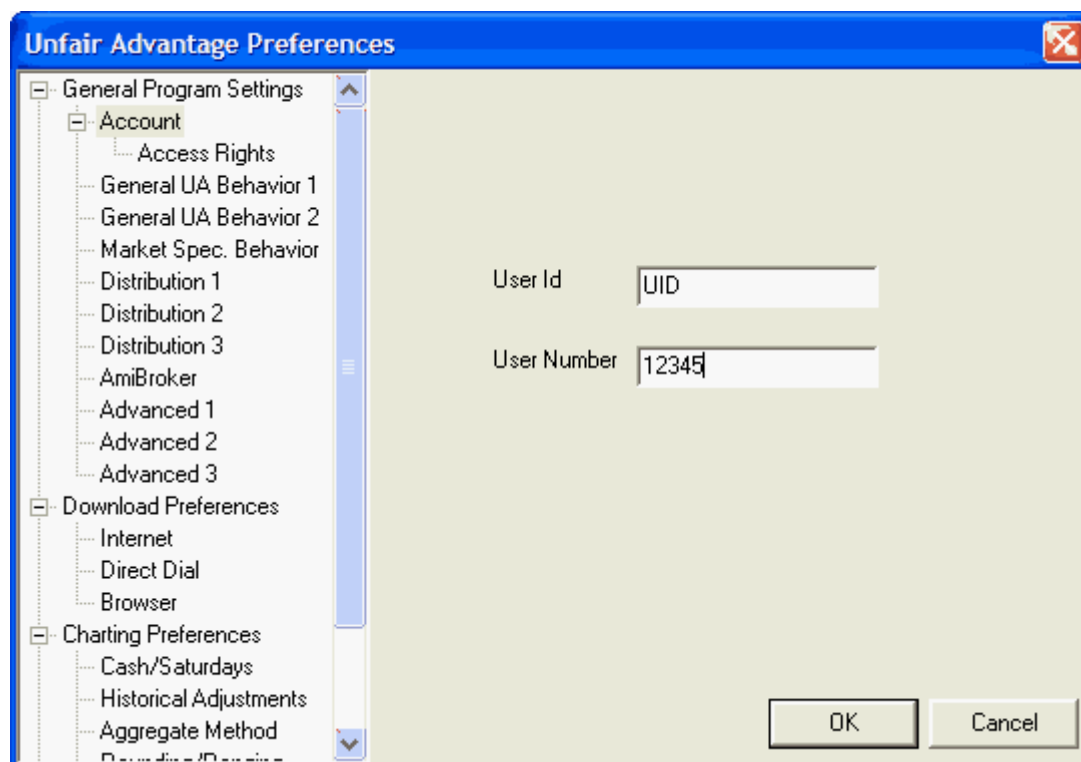 Unfair Advantage Preferences
General Program Settings
Account
Access Rights
General UA Behavior 1
General UA Behavior 2
Market Spec. Behavior
Distribution 1
Distribution 2
Distribution 3
AmiBroker
Advanced 1
Advanced 2
Advanced 3
Download Preferences
Internet
Direct Dial
Browser
Charting Preferences
Cash/Saturdays
Historical Adjustments
Aggregate Method
User Id UID
User Number 12345
OK Cancel